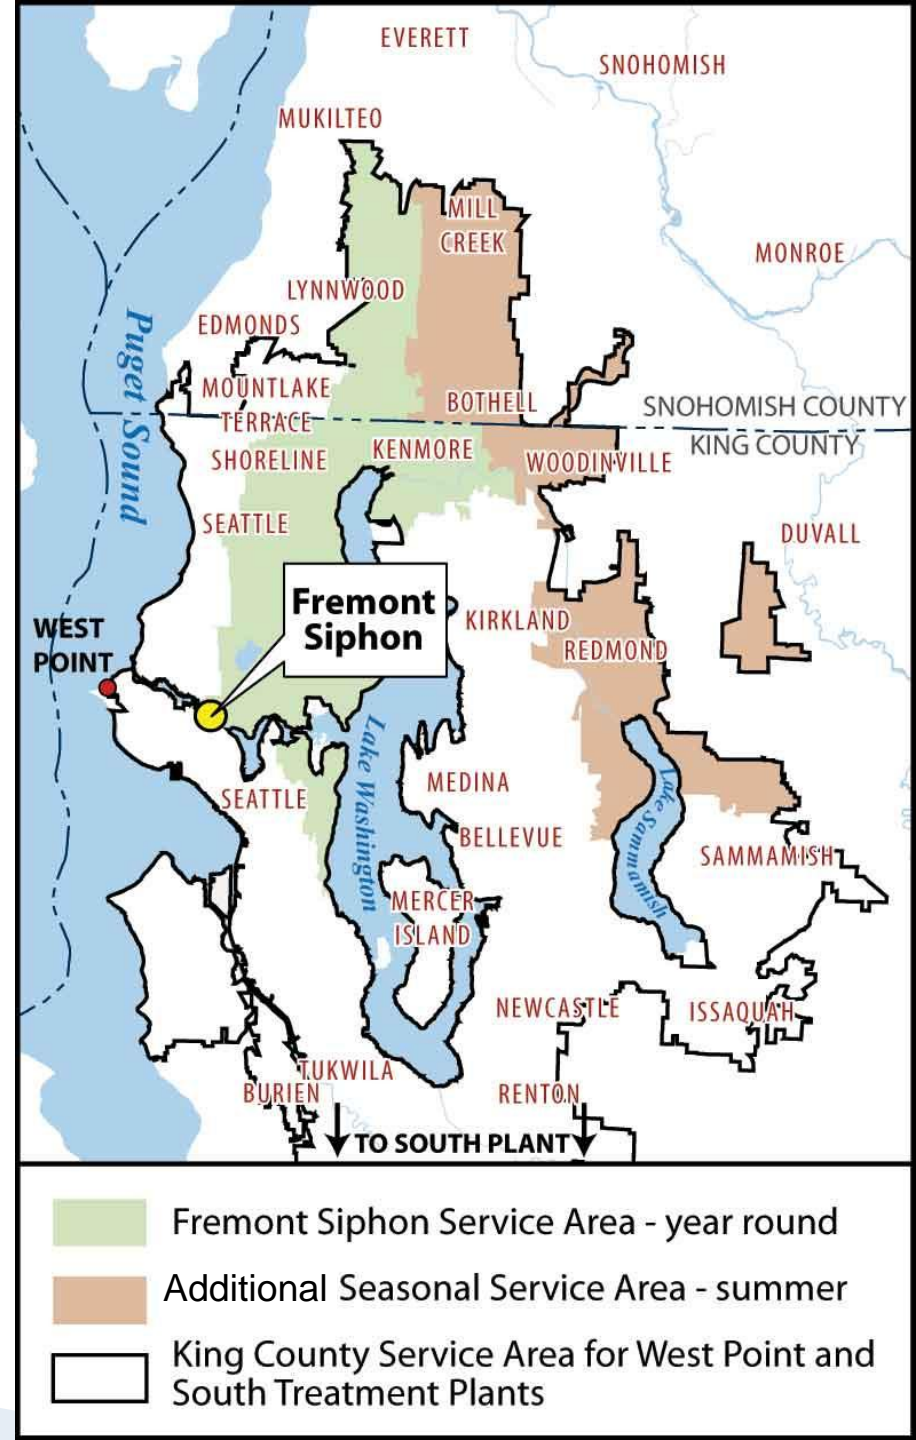 EVERETT
SNOHOMISH
MUKILTEO
MILL
CREEK
MONROE
LYNNWOOD
EDMONDS
Puget Sound
MOUNTLAKE
TERRACE
BOTHELL
SNOHOMISH COUNTY
KING COUNTY
SHORELINE
KENMORE
WOODINVILLE
SEATTLE
DUVALL
Fremont
Siphon
KIRKLAND
WEST
POINT
REDMOND
Lake Washington
MEDINA
SEATTLE
Lake Sammamish
BELLEVUE
SAMMAMISH
MERCER
ISLAND
NEWCASTLE
ISSAQUAH
TUKWILA
BURIEN
RENTON
TO SOUTH PLANT
Fremont Siphon Service Area - year round
Additional Seasonal Service Area - summer
King County Service Area for West Point and
South Treatment Plants